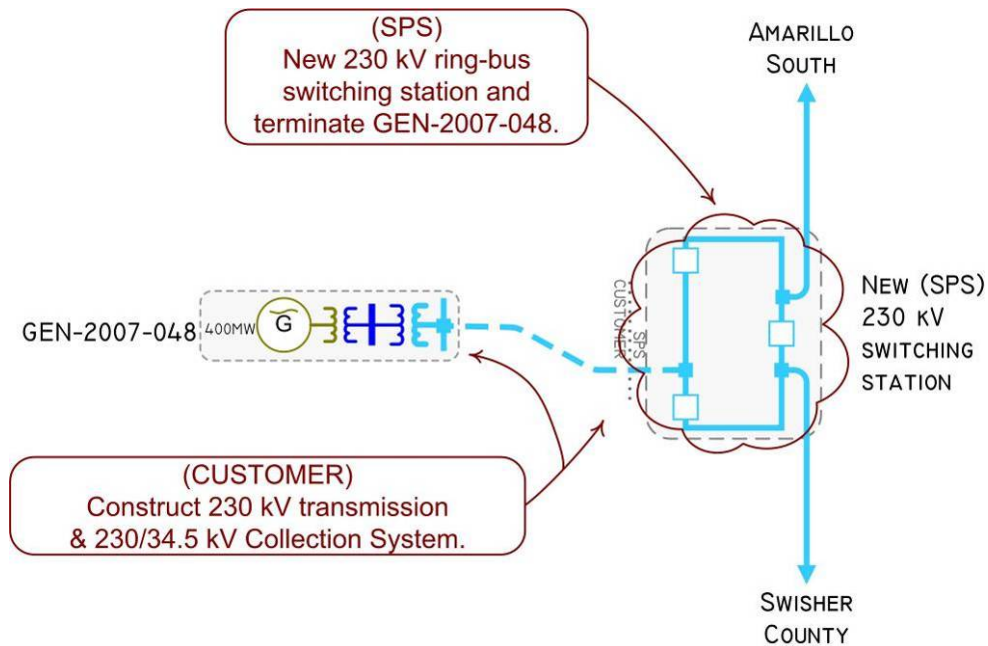 (SPS)
New 230 kV ring-bus
switching station and
terminate GEN-2007-048.
AMARILLO
SOUTH
GEN-2007-048
400MW
G
CUSTOMER
SPS
NEW (SPS)
230 KV
SWITCHING
STATION
(CUSTOMER)
Construct 230 kV transmission
& 230/34.5 kV Collection System.
SWISHER
COUNTY